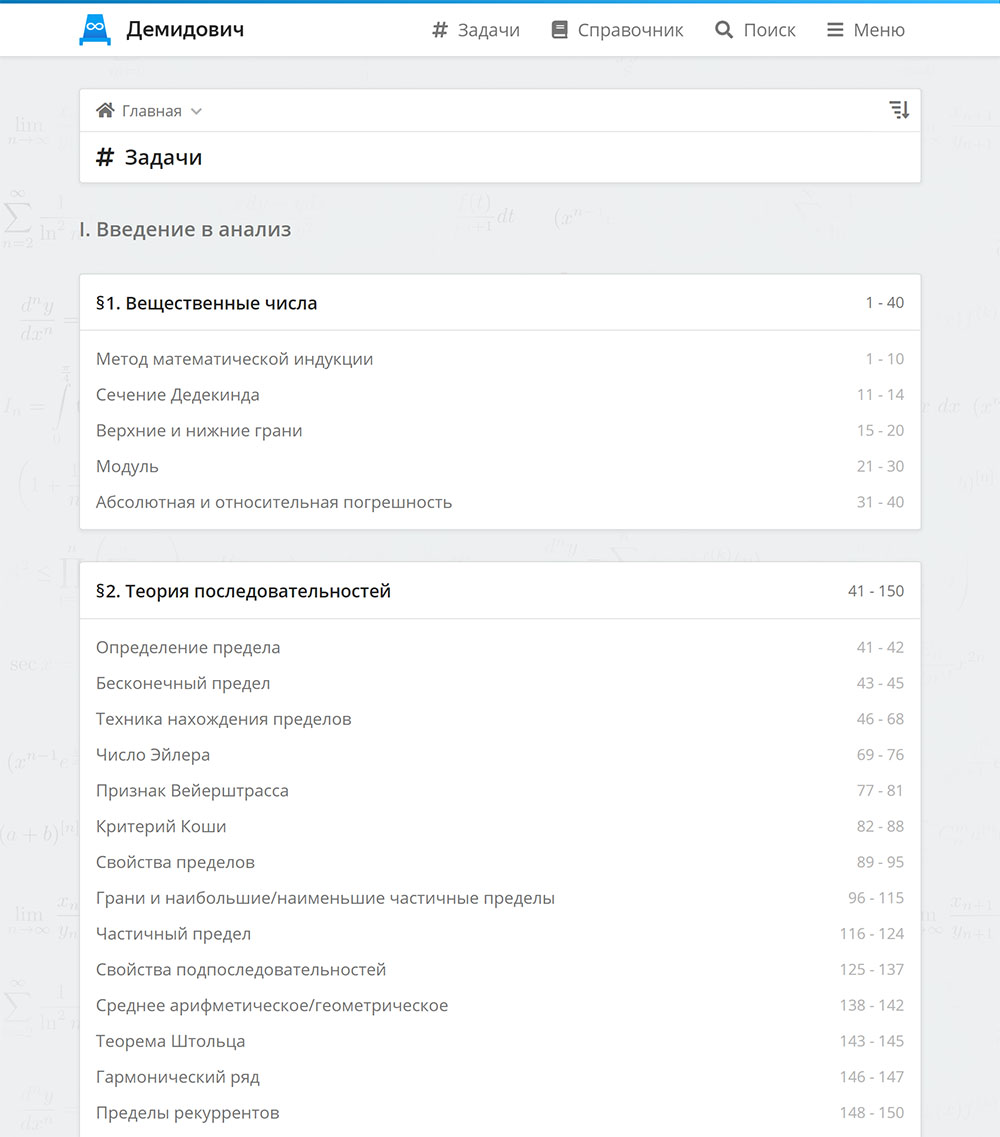 Демидович
Задачи Справочник Поиск Меню
Главная
# Задачи
I. Введение в анализ
§1. Вещественные числа 1 - 40
Метод математической индукции 1 - 10
Сечение Дедекинда 11 - 14
Верхние и нижние грани 15 - 20
Модуль 21 - 30
Абсолютная и относительная погрешность 31 - 40
§2. Теория последовательностей 41 - 150
Определение предела 41 - 42
Бесконечный предел 43 - 45
Техника нахождения пределов 46 - 68
Число Эйлера 69 - 76
Признак Вейерштрасса 77 - 81
Критерий Коши 82 - 88
Свойства пределов 89 - 95
Грани и наибольшие/наименьшие частичные пределы 96 - 115
Частичный предел 116 - 124
Свойства подпоследовательностей 125 - 137
Среднее арифметическое/геометрическое 138 - 142
Теорема Штольца 143 - 145
Гармонический ряд 146 - 147
Пределы рекуррентов 148 - 150